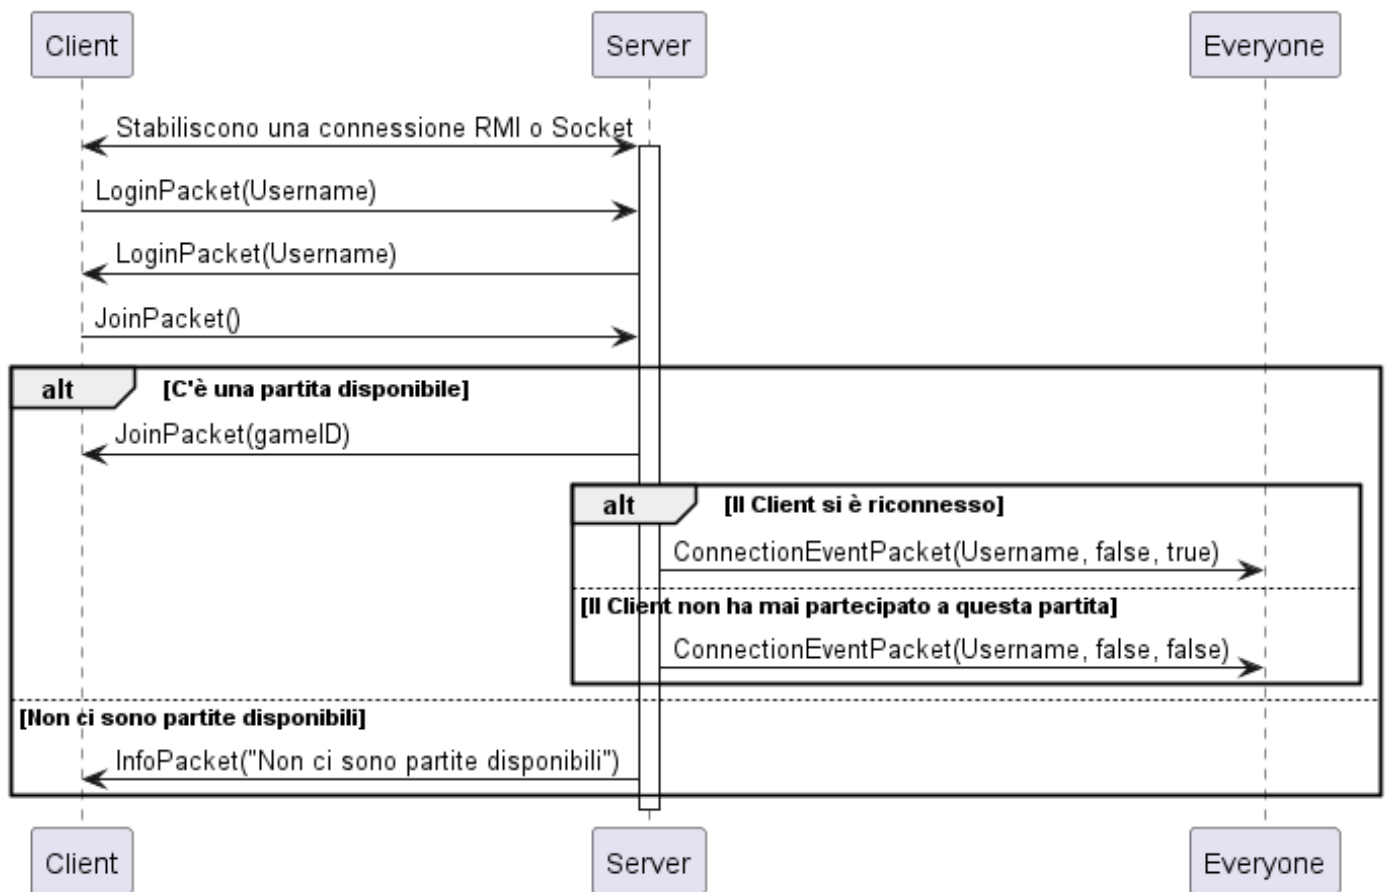 Client Server Everyone
Stabiliscono una connessione RMI o Socket
LoginPacket(Username)
LoginPacket(Username)
JoinPacket()
alt [C'è una partita disponibile]
JoinPacket(gameID)
alt [Il Client si è riconnesso]
ConnectionEventPacket(Username, false, true)
[Il Client non ha mai partecipato a questa partita]
ConnectionEventPacket(Username, false, false)
[Non ci sono partite disponibili]
InfoPacket("Non ci sono partite disponibili")
Client Server Everyone